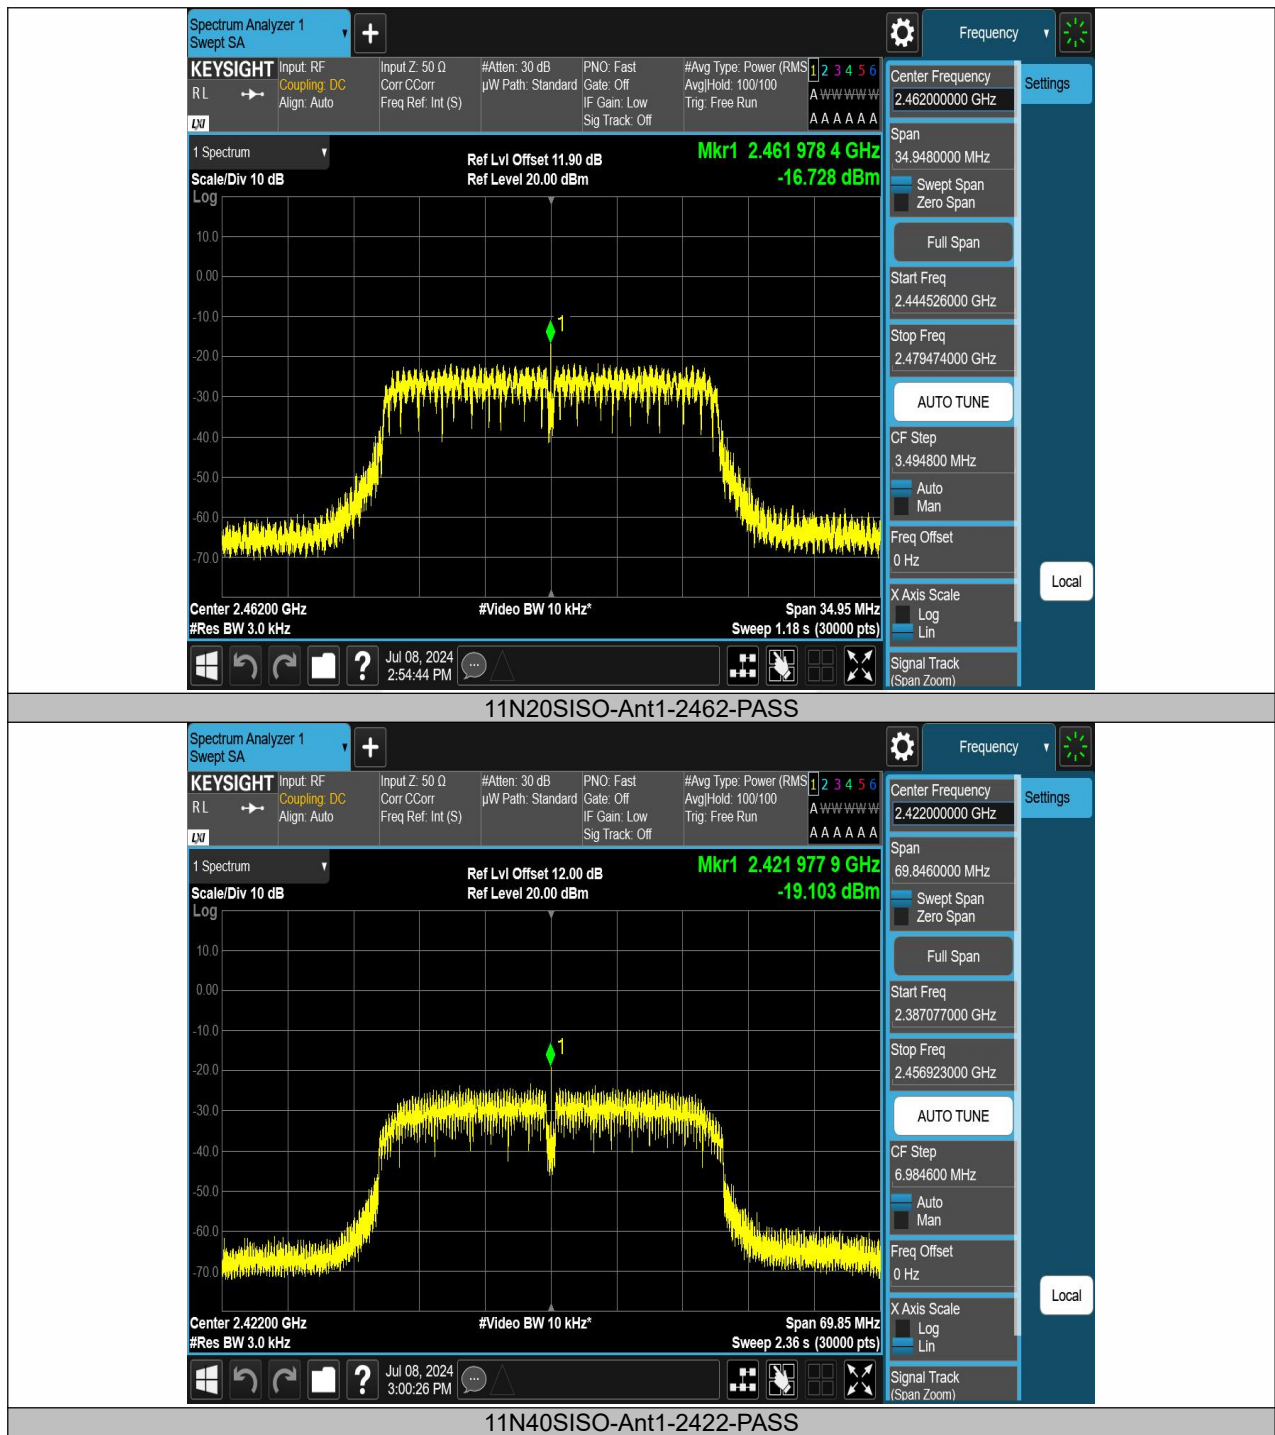 Spectrum Analyzer 1
Swept SA
+
Frequency
KEYSIGHT
RL
LXI
Input: RF
Coupling: DC
Align: Auto
Input Z: 50 Ω
Corr CCorr
Freq Ref: Int (S)
#Atten: 30 dB
µW Path: Standard
PNO: Fast
Gate: Off
IF Gain: Low
Sig Track: Off
#Avg Type: Power (RMS
Avg|Hold: 100/100
Trig: Free Run
1 2 3 4 5 6
A W W W W W
A A A A A A
Center Frequency
2.462000000 GHz
Settings
Span
34.9480000 MHz
Swept Span
Zero Span
Full Span
Start Freq
2.444526000 GHz
Stop Freq
2.479474000 GHz
AUTO TUNE
CF Step
3.494800 MHz
Auto
Man
Freq Offset
0 Hz
X Axis Scale
Log
Lin
Local
Signal Track
(Span Zoom)
1 Spectrum
Scale/Div 10 dB
Log
Ref Lvl Offset 11.90 dB
Ref Level 20.00 dBm
Mkr1 2.461 978 4 GHz
-16.728 dBm
10.0
0.00
-10.0
1
-20.0
-30.0
-40.0
-50.0
-60.0
-70.0
Center 2.46200 GHz
#Video BW 10 kHz*
Span 34.95 MHz
#Res BW 3.0 kHz
Sweep 1.18 s (30000 pts)
?
Jul 08, 2024
2:54:44 PM
11N20SISO-Ant1-2462-PASS
Spectrum Analyzer 1
Swept SA
+
Frequency
KEYSIGHT
RL
LXI
Input: RF
Coupling: DC
Align: Auto
Input Z: 50 Ω
Corr CCorr
Freq Ref: Int (S)
#Atten: 30 dB
µW Path: Standard
PNO: Fast
Gate: Off
IF Gain: Low
Sig Track: Off
#Avg Type: Power (RMS
Avg|Hold: 100/100
Trig: Free Run
1 2 3 4 5 6
A W W W W W
A A A A A A
Center Frequency
2.422000000 GHz
Settings
Span
69.8460000 MHz
Swept Span
Zero Span
Full Span
Start Freq
2.387077000 GHz
Stop Freq
2.456923000 GHz
AUTO TUNE
CF Step
6.984600 MHz
Auto
Man
Freq Offset
0 Hz
X Axis Scale
Log
Lin
Local
Signal Track
(Span Zoom)
1 Spectrum
Scale/Div 10 dB
Log
Ref Lvl Offset 12.00 dB
Ref Level 20.00 dBm
Mkr1 2.421 977 9 GHz
-19.103 dBm
10.0
0.00
-10.0
1
-20.0
-30.0
-40.0
-50.0
-60.0
-70.0
Center 2.42200 GHz
#Video BW 10 kHz*
Span 69.85 MHz
#Res BW 3.0 kHz
Sweep 2.36 s (30000 pts)
?
Jul 08, 2024
3:00:26 PM
11N40SISO-Ant1-2422-PASS